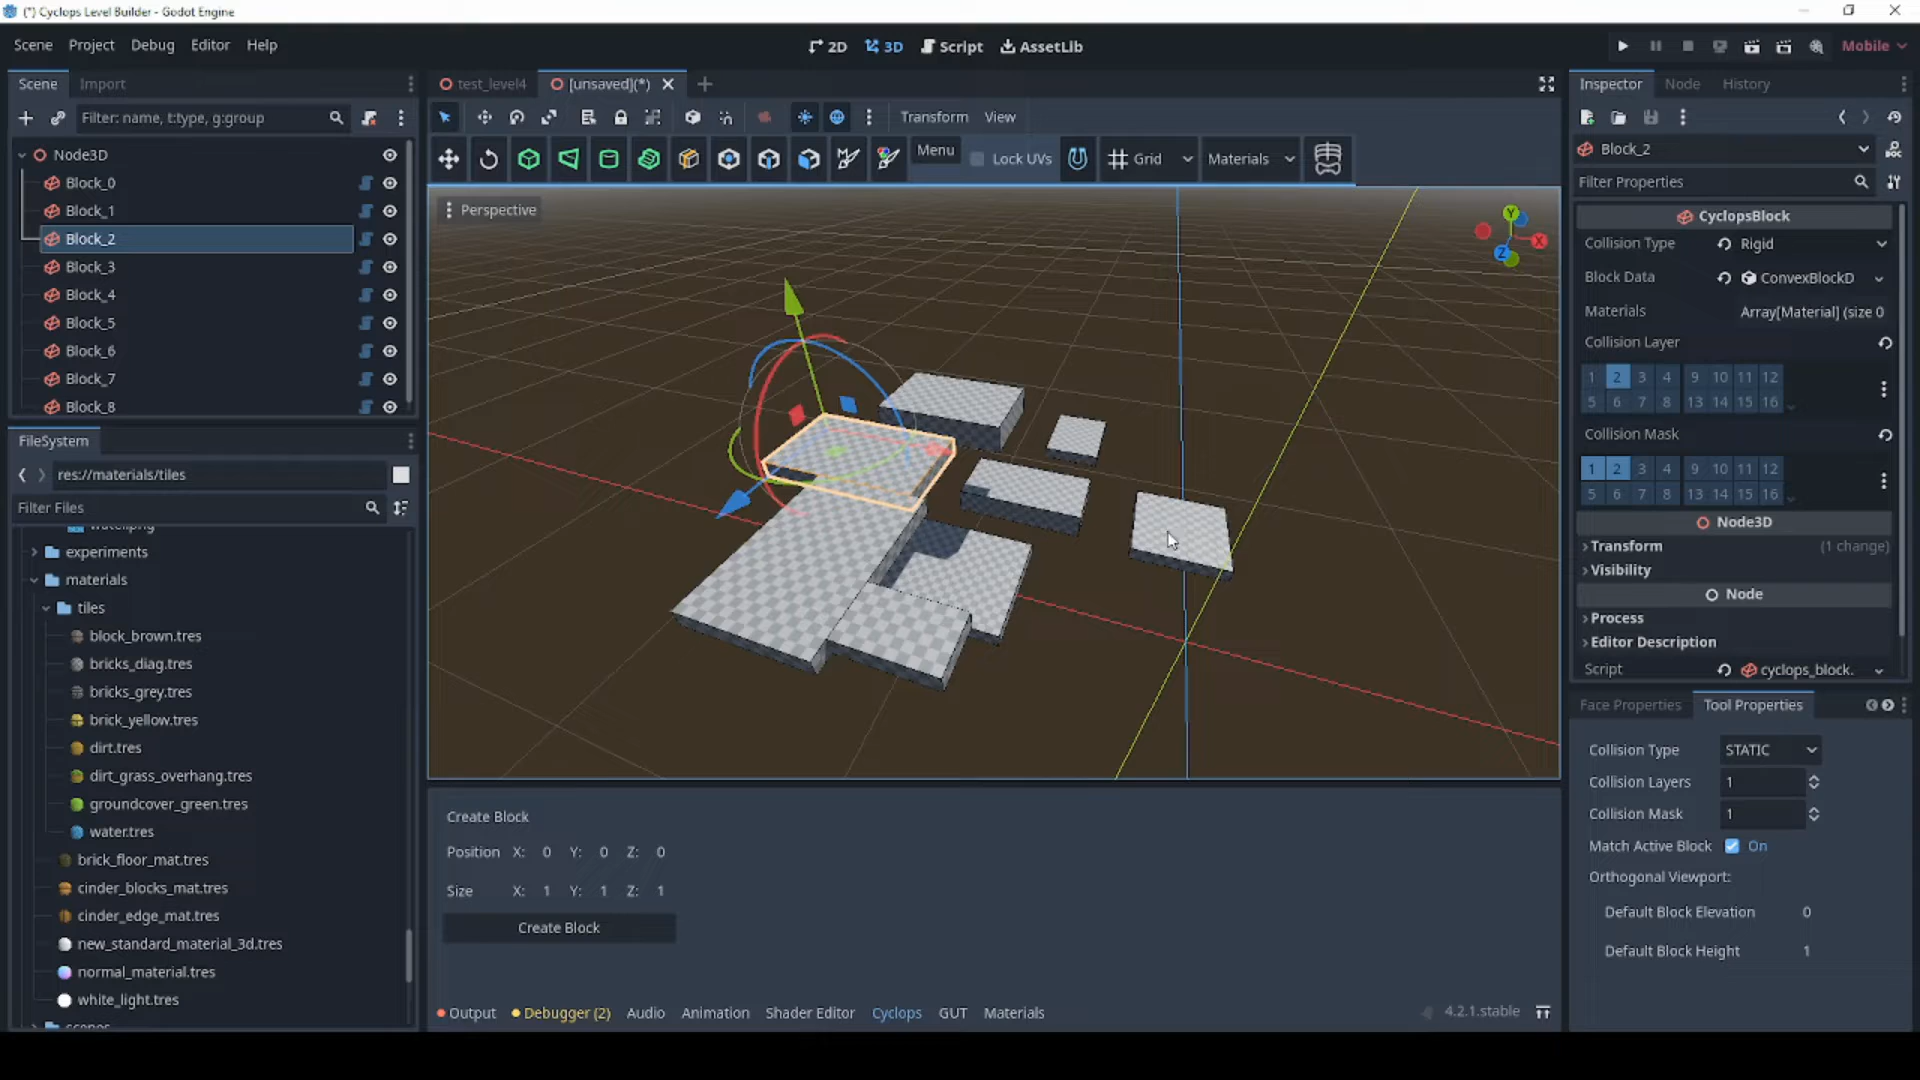 (*) Cyclops Level Builder - Godot Engine
Scene Project Debug Editor Help
2D 3D Script AssetLib
Mobile
Scene Import
Filter: name, t:type, g:group
Node3D
Block_0
Block_1
Block_2
Block_3
Block_4
Block_5
Block_6
Block_7
Block_8
FileSystem
res://materials/tiles
Filter Files
water.png
experiments
materials
tiles
block_brown.tres
bricks_diag.tres
bricks_grey.tres
brick_yellow.tres
dirt.tres
dirt_grass_overhang.tres
groundcover_green.tres
water.tres
brick_floor_mat.tres
cinder_blocks_mat.tres
cinder_edge_mat.tres
new_standard_material_3d.tres
normal_material.tres
white_light.tres
scenes
test_level4 [unsaved](*)
Transform View
Menu Lock UVs Grid Materials
Perspective
Y
X
Z
Create Block
Position X: 0 Y: 0 Z: 0
Size X: 1 Y: 1 Z: 1
Create Block
Output Debugger (2) Audio Animation Shader Editor Cyclops GUT Materials
4.2.1.stable
Inspector Node History
Block_2
Filter Properties
CyclopsBlock
Collision Type Rigid
Block Data ConvexBlockD
Materials Array[Material] (size 0
Collision Layer
1 2 3 4 9 10 11 12
5 6 7 8 13 14 15 16
Collision Mask
1 2 3 4 9 10 11 12
5 6 7 8 13 14 15 16
Node3D
Transform (1 change)
Visibility
Node
Process
Editor Description
Script cyclops_block.
Face Properties Tool Properties
Collision Type STATIC
Collision Layers 1
Collision Mask 1
Match Active Block On
Orthogonal Viewport:
Default Block Elevation 0
Default Block Height 1